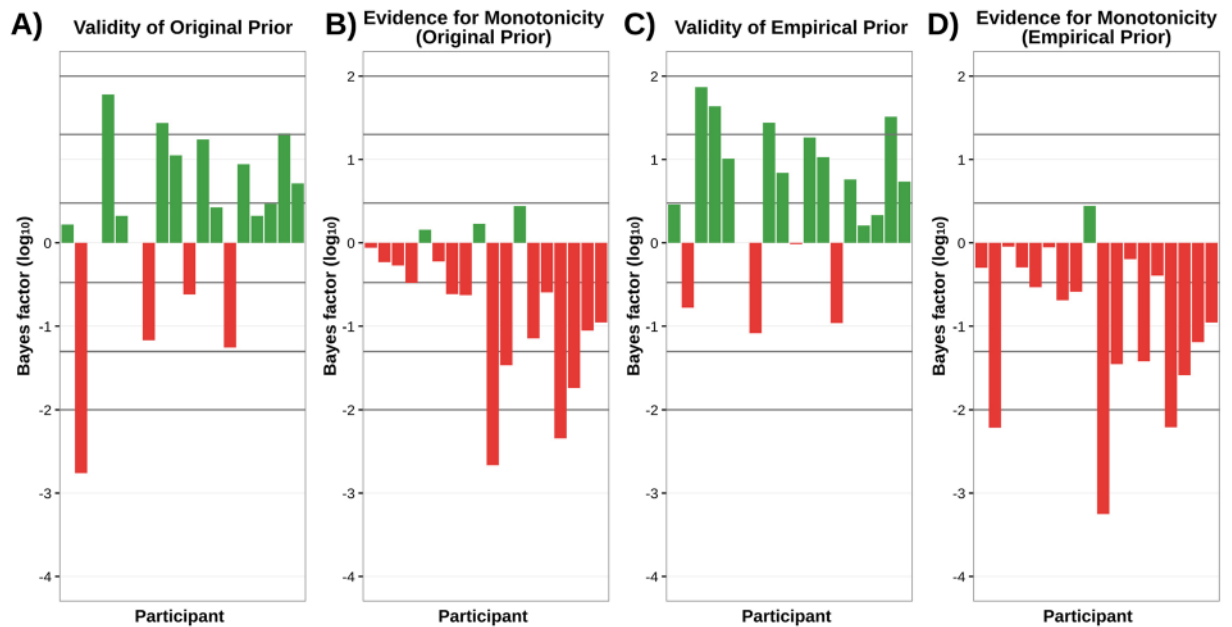 A) Validity of Original Prior
B) Evidence for Monotonicity
(Original Prior)
C) Validity of Empirical Prior
D) Evidence for Monotonicity
(Empirical Prior)
Bayes factor (log₁₀)
2
1
0
-1
-2
-3
-4
Participant
Bayes factor (log₁₀)
2
1
0
-1
-2
-3
-4
Participant
Bayes factor (log₁₀)
2
1
0
-1
-2
-3
-4
Participant
Bayes factor (log₁₀)
2
1
0
-1
-2
-3
-4
Participant